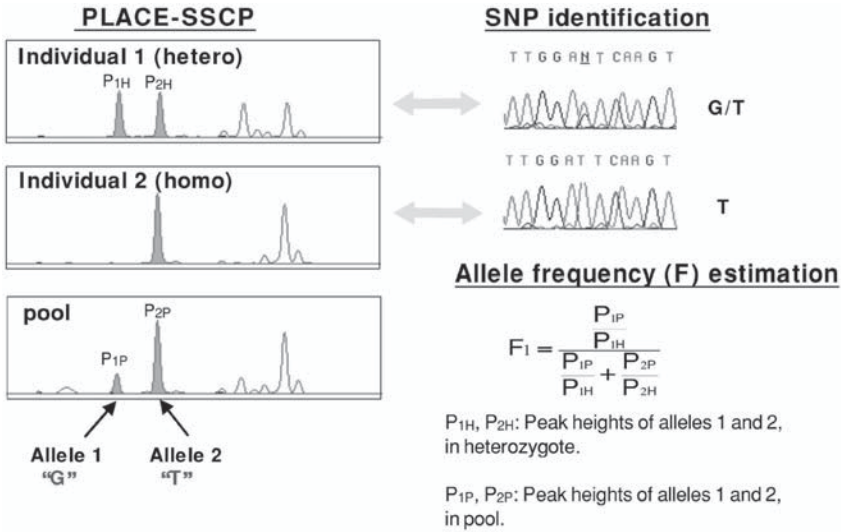 PLACE-SSCP
Individual 1 (hetero)
P1H P2H
Individual 2 (homo)
pool
P2P
P1P
Allele 1
"G"
Allele 2
"T"
SNP identification
T T G G A N T C A A G T
G/T
T T G G A T T C A A G T
T
Allele frequency (F) estimation
F1 = P1P/P1H / (P1P/P1H + P2P/P2H)
P1H, P2H: Peak heights of alleles 1 and 2,
in heterozygote.
P1P, P2P: Peak heights of alleles 1 and 2,
in pool.